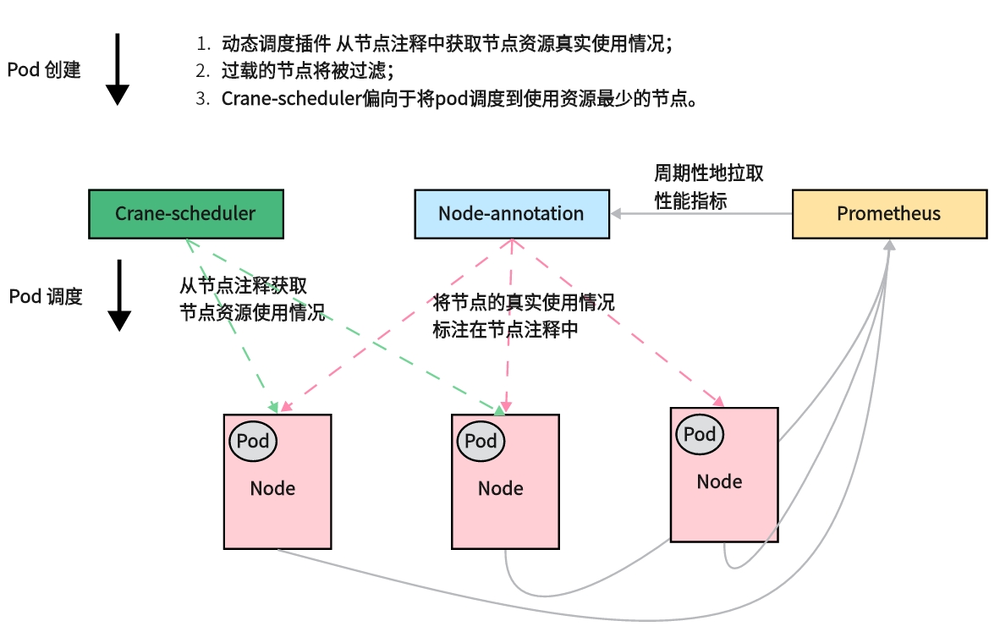 Pod 创建
1. 动态调度插件 从节点注释中获取节点资源真实使用情况；
2. 过载的节点将被过滤；
3. Crane-scheduler偏向于将pod调度到使用资源最少的节点。
周期性地拉取
性能指标
Crane-scheduler
Node-annotation
Prometheus
Pod 调度
从节点注释获取
节点资源使用情况
将节点的真实使用情况
标注在节点注释中
Pod
Node
Pod
Node
Pod
Node